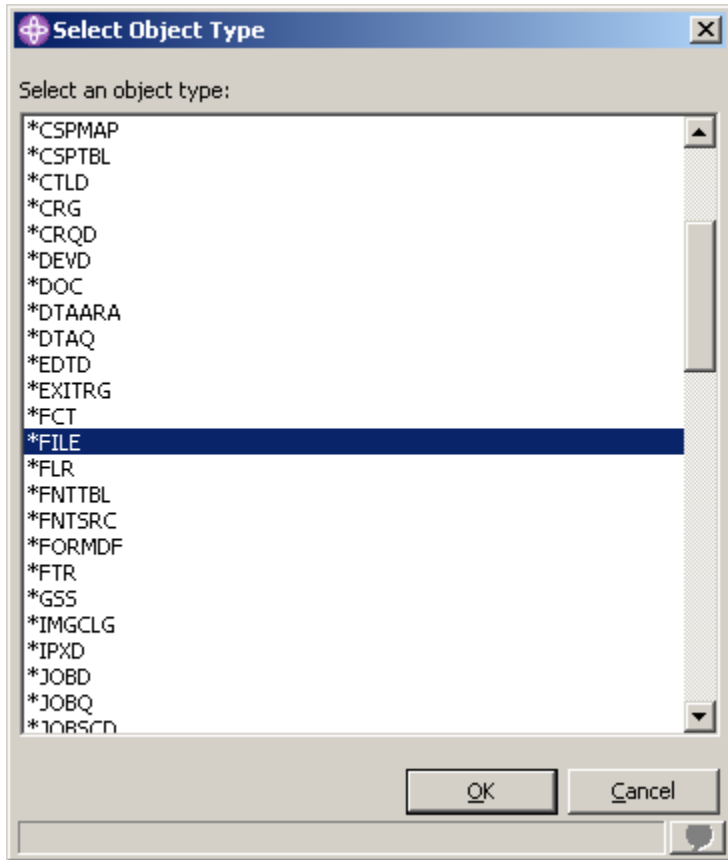 Select Object Type
Select an object type:
*CSPMAP
*CSPTBL
*CTLD
*CRG
*CRQD
*DEVD
*DOC
*DTAARA
*DTAQ
*EDTD
*EXITRG
*FCT
*FILE
*FLR
*FNTTBL
*FNTSRC
*FORMDF
*FTR
*GSS
*IMGCLG
*IPXD
*JOBD
*JOBQ
*JOBSCD
OK
Cancel